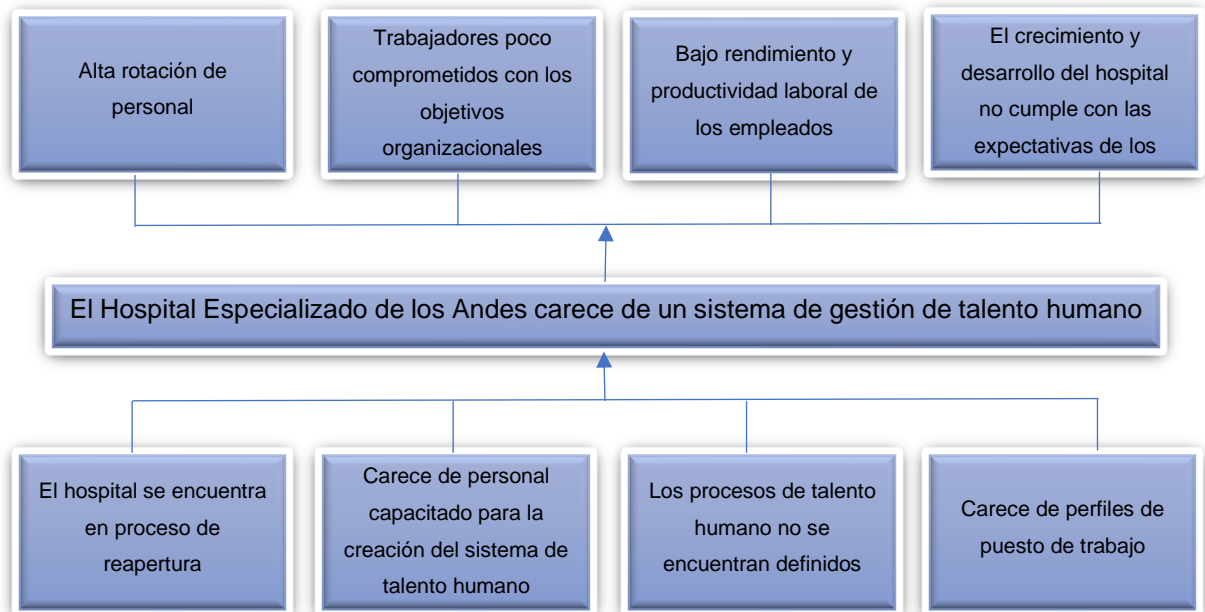 Alta rotación de
personal
Trabajadores poco
comprometidos con los
objetivos
organizacionales
Bajo rendimiento y
productividad laboral de
los empleados
El crecimiento y
desarrollo del hospital
no cumple con las
expectativas de los
El Hospital Especializado de los Andes carece de un sistema de gestión de talento humano
El hospital se encuentra
en proceso de
reapertura
Carece de personal
capacitado para la
creación del sistema de
talento humano
Los procesos de talento
humano no se
encuentran definidos
Carece de perfiles de
puesto de trabajo